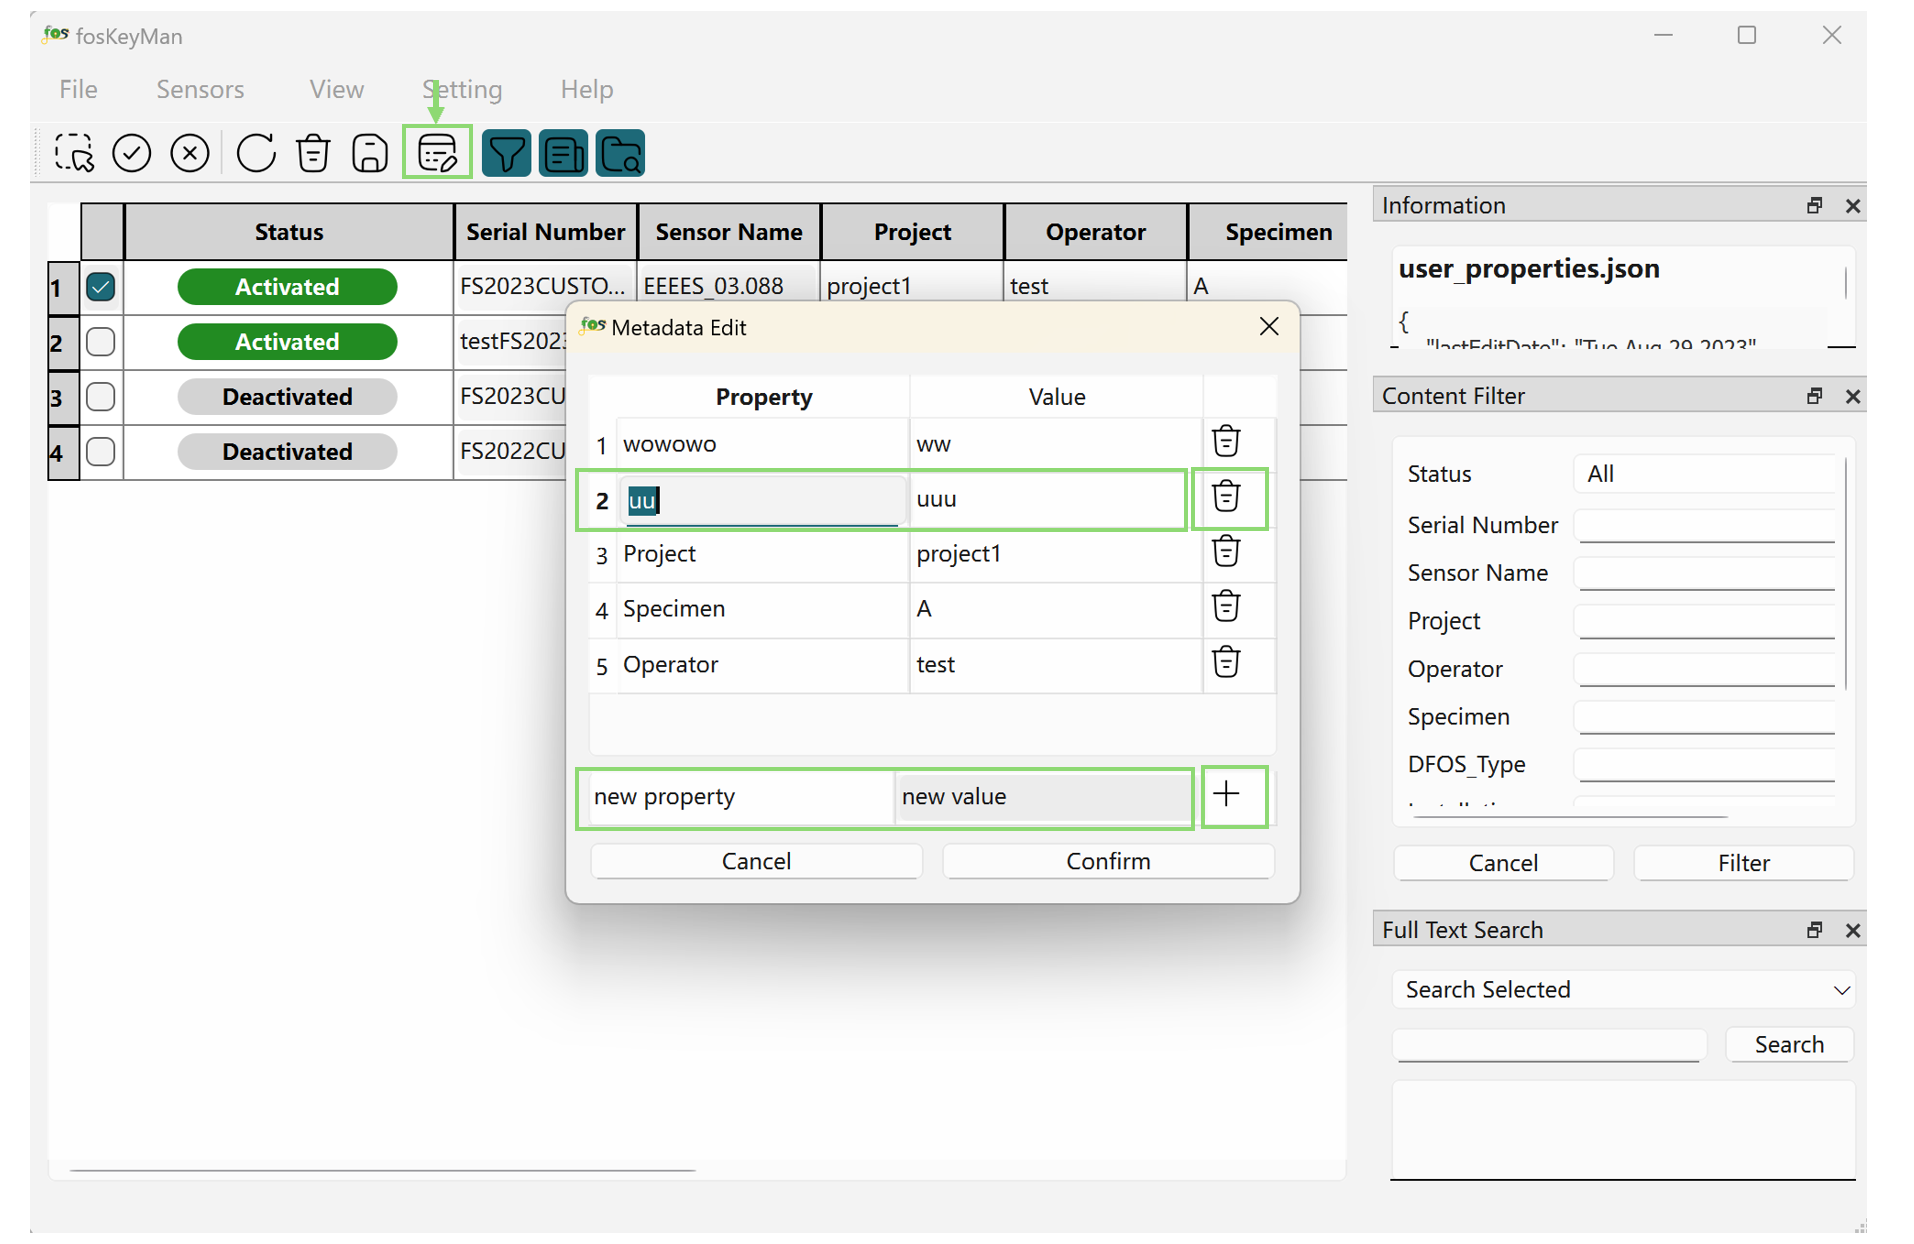 fos fosKeyMan
File Sensors View Setting Help
Status Serial Number Sensor Name Project Operator Specimen
1 Activated FS2023CUSTO... EEEES_03.088 project1 test A
2 Activated testFS2023
3 Deactivated FS2023CU
4 Deactivated FS2022CU
fos Metadata Edit
Property Value
1 wowowo ww
2 uu uuu
3 Project project1
4 Specimen A
5 Operator test
new property new value
Cancel Confirm
Information
user_properties.json
{
"lastEditDate": "Tue Aug 29 2023"
Content Filter
Status All
Serial Number
Sensor Name
Project
Operator
Specimen
DFOS_Type
Cancel Filter
Full Text Search
Search Selected
Search